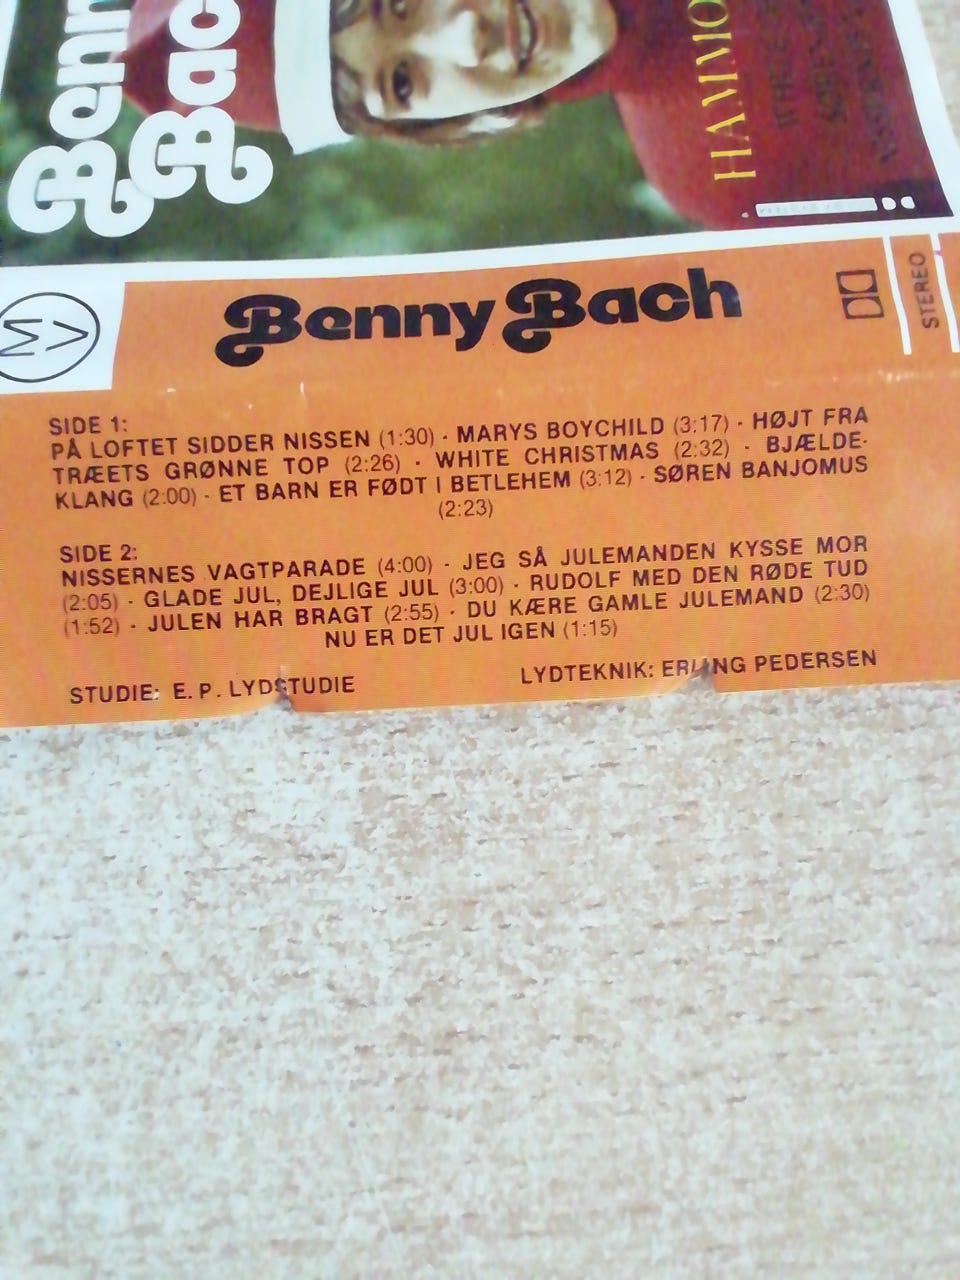 Benn
Bac
HAMMO
MV
Benny Bach
STEREO
SIDE 1:
PÅ LOFTET SIDDER NISSEN (1:30) · MARYS BOYCHILD (3:17) · HØJT FRA
TRÆETS GRØNNE TOP (2:26) · WHITE CHRISTMAS (2:32) · BJÆLDE-
KLANG (2:00) · ET BARN ER FØDT I BETLEHEM (3:12) · SØREN BANJOMUS
(2:23)
SIDE 2:
NISSERNES VAGTPARADE (4:00) · JEG SÅ JULEMANDEN KYSSE MOR
(2:05) · GLADE JUL, DEJLIGE JUL (3:00) · RUDOLF MED DEN RØDE TUD
(1:52) · JULEN HAR BRAGT (2:55) · DU KÆRE GAMLE JULEMAND (2:30)
NU ER DET JUL IGEN (1:15)
STUDIE: E. P. LYDSTUDIE
LYDTEKNIK: ERLING PEDERSEN